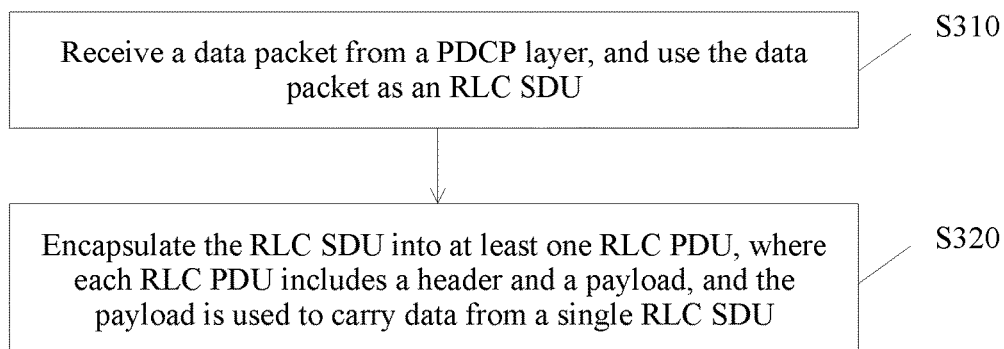 Receive a data packet from a PDCP layer, and use the data
packet as an RLC SDU
S310
Encapsulate the RLC SDU into at least one RLC PDU, where
each RLC PDU includes a header and a payload, and the
payload is used to carry data from a single RLC SDU
S320